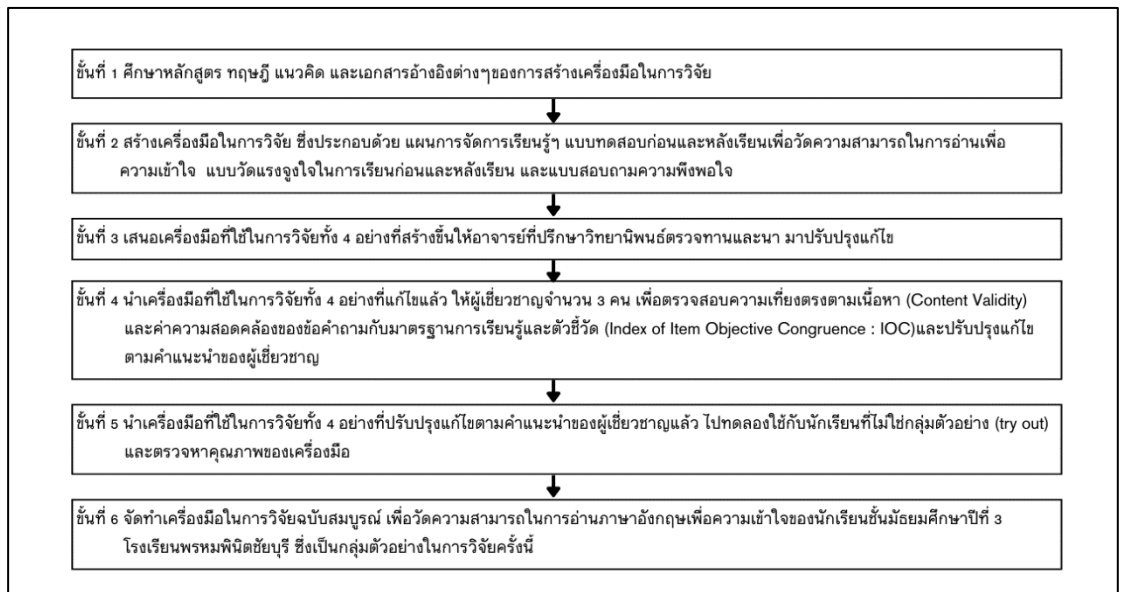 ขั้นที่ 1 ศึกษาหลักสูตร ทฤษฎี แนวคิด และเอกสารอ้างอิงต่างๆของการสร้างเครื่องมือในการวิจัย
ขั้นที่ 2 สร้างเครื่องมือในการวิจัย ซึ่งประกอบด้วย แผนการจัดการเรียนรู้ฯ แบบทดสอบก่อนและหลังเรียนเพื่อวัดความสามารถในการอ่านเพื่อ
ความเข้าใจ แบบวัดแรงจูงใจในการเรียนก่อนและหลังเรียน และแบบสอบถามความพึงพอใจ
ขั้นที่ 3 เสนอเครื่องมือที่ใช้ในการวิจัยทั้ง 4 อย่างที่สร้างขึ้นให้อาจารย์ที่ปรึกษาวิทยานิพนธ์ตรวจทานและนา มาปรับปรุงแก้ไข
ขั้นที่ 4 นำเครื่องมือที่ใช้ในการวิจัยทั้ง 4 อย่างที่แก้ไขแล้ว ให้ผู้เชี่ยวชาญจำนวน 3 คน เพื่อตรวจสอบความเที่ยงตรงตามเนื้อหา (Content Validity)
และค่าความสอดคล้องของข้อคำถามกับมาตรฐานการเรียนรู้และตัวชี้วัด (Index of Item Objective Congruence : IOC)และปรับปรุงแก้ไข
ตามคำแนะนำของผู้เชี่ยวชาญ
ขั้นที่ 5 นำเครื่องมือที่ใช้ในการวิจัยทั้ง 4 อย่างที่ปรับปรุงแก้ไขตามคำแนะนำของผู้เชี่ยวชาญแล้ว ไปทดลองใช้กับนักเรียนที่ไม่ใช่กลุ่มตัวอย่าง (try out)
และตรวจหาคุณภาพของเครื่องมือ
ขั้นที่ 6 จัดทำเครื่องมือในการวิจัยฉบับสมบูรณ์ เพื่อวัดความสามารถในการอ่านภาษาอังกฤษเพื่อความเข้าใจของนักเรียนชั้นมัธยมศึกษาปีที่ 3
โรงเรียนพรหมพินิตชัยบุรี ซึ่งเป็นกลุ่มตัวอย่างในการวิจัยครั้งนี้